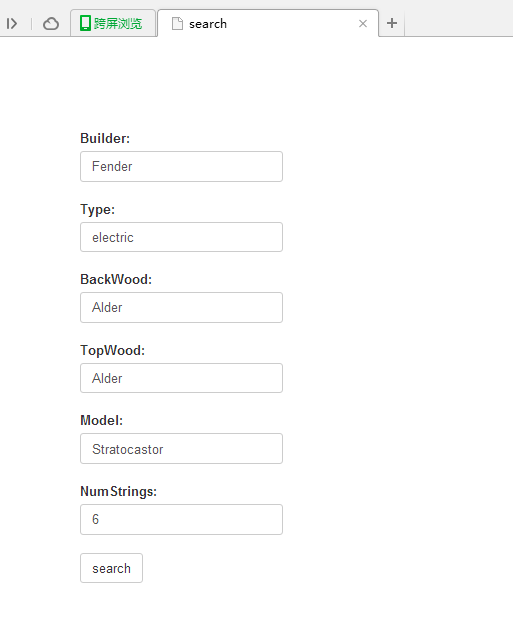 跨屏浏览
search
Builder:
Fender
Type:
electric
BackWood:
Alder
TopWood:
Alder
Model:
Stratocastor
NumStrings:
6
search